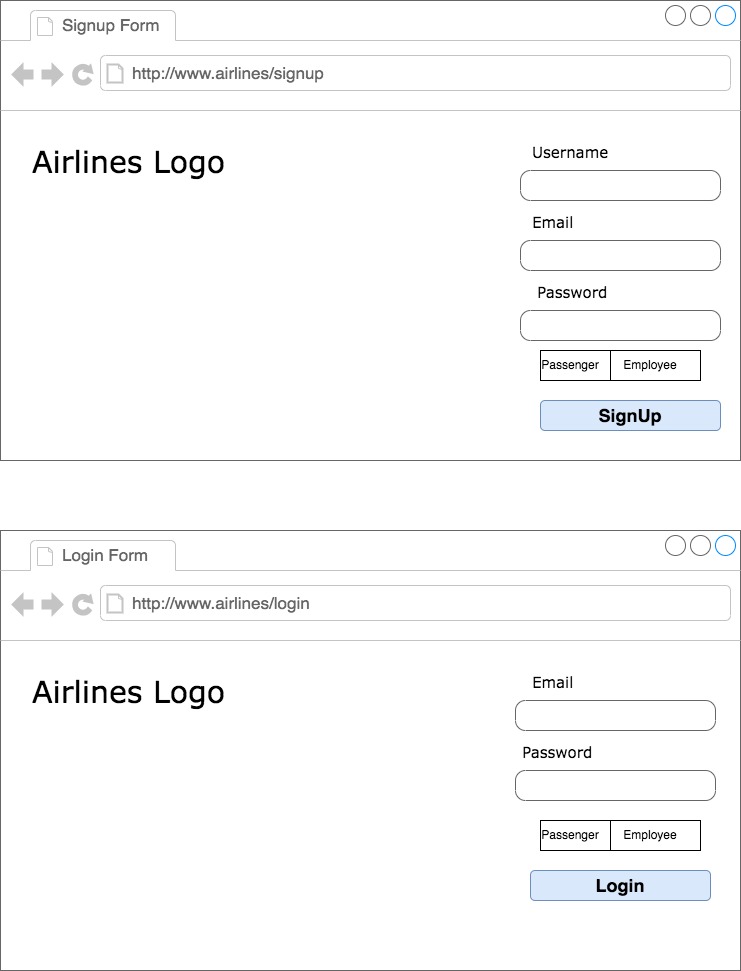 Signup Form
http://www.airlines/signup
Airlines Logo
Username
Email
Password
Passenger Employee
SignUp
Login Form
http://www.airlines/login
Airlines Logo
Email
Password
Passenger Employee
Login